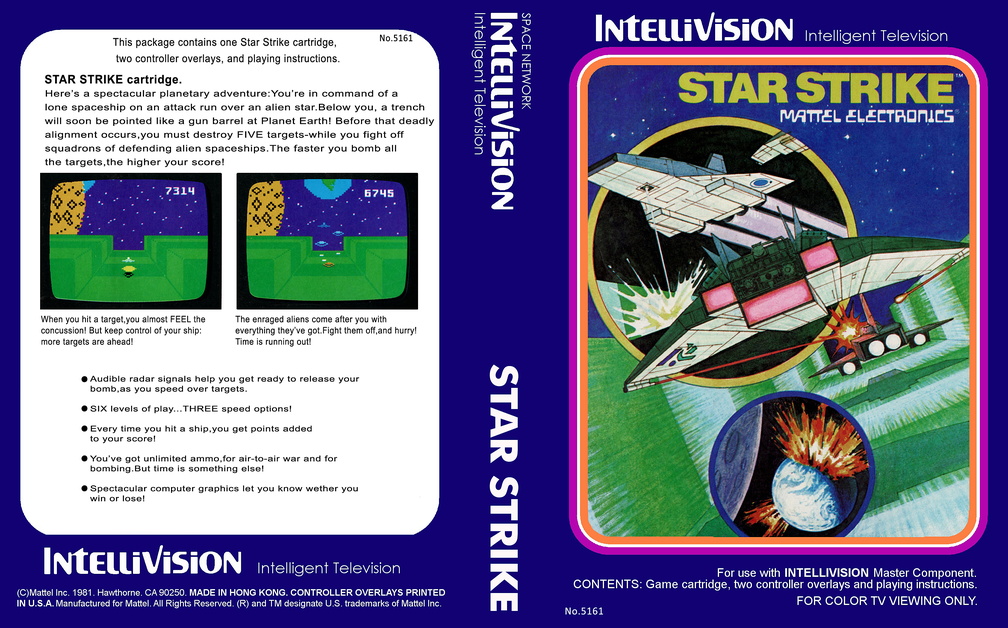 This package contains one Star Strike cartridge,
two controller overlays, and playing instructions.
No.5161
STAR STRIKE cartridge.
Here's a spectacular planetary adventure:You're in command of a
lone spaceship on an attack run over an alien star.Below you, a trench
will soon be pointed like a gun barrel at Planet Earth! Before that deadly
alignment occurs,you must destroy FIVE targets-while you fight off
squadrons of defending alien spaceships.The faster you bomb all
the targets,the higher your score!
7314
6745
When you hit a target,you almost FEEL the
concussion! But keep control of your ship:
more targets are ahead!
The enraged aliens come after you with
everything they've got.Fight them off,and hurry!
Time is running out!
● Audible radar signals help you get ready to release your
bomb,as you speed over targets.
● SIX levels of play...THREE speed options!
● Every time you hit a ship,you get points added
to your score!
● You've got unlimited ammo,for air-to-air war and for
bombing.But time is something else!
● Spectacular computer graphics let you know wether you
win or lose!
INTELLIVISION Intelligent Television
(C)Mattel Inc. 1981. Hawthorne. CA 90250. MADE IN HONG KONG. CONTROLLER OVERLAYS PRINTED
IN U.S.A. Manufactured for Mattel. All Rights Reserved. (R) and TM designate U.S. trademarks of Mattel Inc.
SPACE NETWORK
INTELLIVISION
Intelligent Television
STAR STRIKE
INTELLIVISION Intelligent Television
STAR STRIKE™
MATTEL ELECTRONICS
For use with INTELLIVISION Master Component.
CONTENTS: Game cartridge, two controller overlays and playing instructions.
FOR COLOR TV VIEWING ONLY.
No.5161